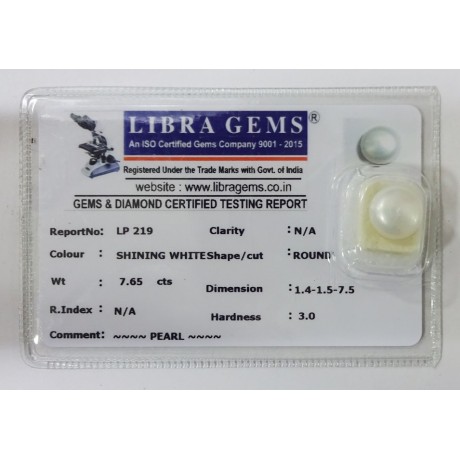 LIBRA GEMS ®
An ISO Certified Gems Company 9001 - 2015
Registered Under the Trade Marks with Govt. of India
website : www.libragems.co.in
GEMS & DIAMOND CERTIFIED TESTING REPORT
ReportNo: LP 219 Clarity : N/A
Colour : SHINING WHITE Shape/cut : ROUND
Wt : 7.65 cts Dimension : 1.4-1.5-7.5
R.Index : N/A Hardness : 3.0
Comment: ~~~~ PEARL ~~~~